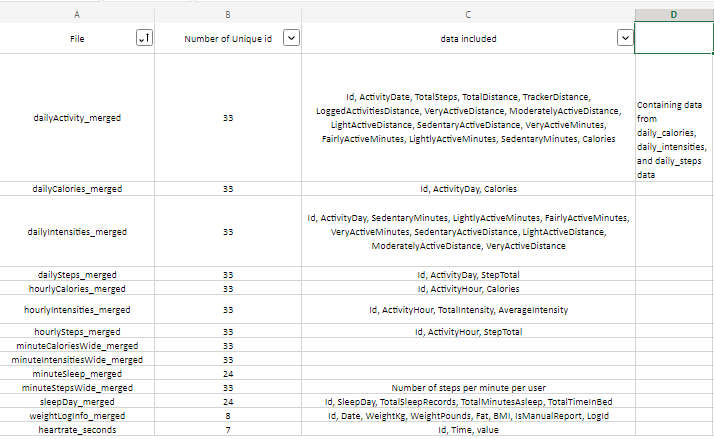 A B C D
File Number of Unique id data included
dailyActivity_merged 33 Id, ActivityDate, TotalSteps, TotalDistance, TrackerDistance,
LoggedActivitiesDistance, VeryActiveDistance, ModeratelyActiveDistance,
LightActiveDistance, SedentaryActiveDistance, VeryActiveMinutes,
FairlyActiveMinutes, LightlyActiveMinutes, SedentaryMinutes, Calories
Containing data
from
daily_calories,
daily_intensities,
and daily_steps
data
dailyCalories_merged 33 Id, ActivityDay, Calories
dailyIntensities_merged 33 Id, ActivityDay, SedentaryMinutes, LightlyActiveMinutes, FairlyActiveMinutes,
VeryActiveMinutes, SedentaryActiveDistance, LightActiveDistance,
ModeratelyActiveDistance, VeryActiveDistance
dailySteps_merged 33 Id, ActivityDay, StepTotal
hourlyCalories_merged 33 Id, ActivityHour, Calories
hourlyIntensities_merged 33 Id, ActivityHour, TotalIntensity, AverageIntensity
hourlySteps_merged 33 Id, ActivityHour, StepTotal
minuteCaloriesWide_merged 33
minuteIntensitiesWide_merged 33
minuteSleep_merged 24
minuteStepsWide_merged 33 Number of steps per minute per user
sleepDay_merged 24 Id, SleepDay, TotalSleepRecords, TotalMinutesAsleep, TotalTimeInBed
weightLogInfo_merged 8 Id, Date, WeightKg, WeightPounds, Fat, BMI, IsManualReport, LogId
heartrate_seconds 7 Id, Time, value